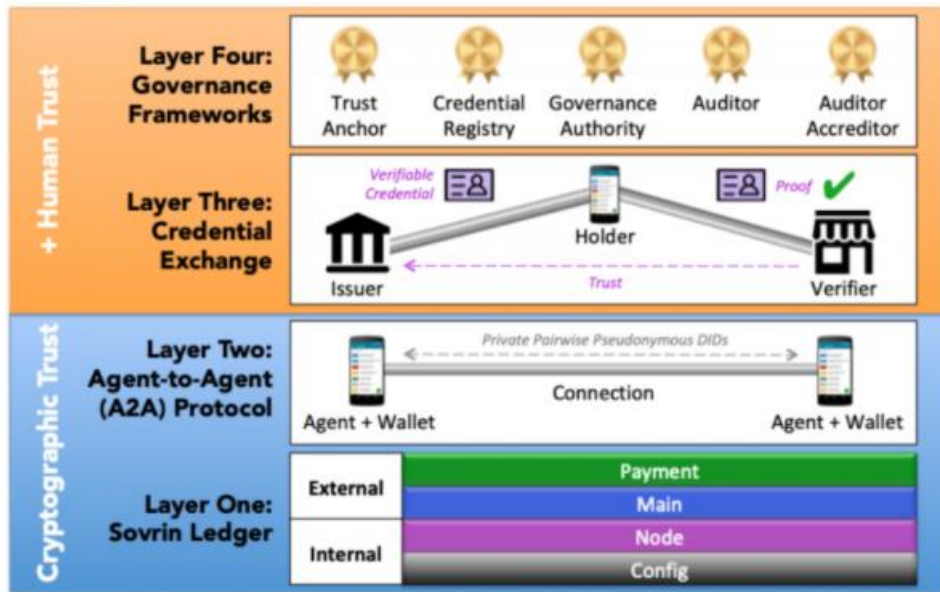 + Human Trust
Layer Four:
Governance
Frameworks
Trust
Anchor
Credential
Registry
Governance
Authority
Auditor
Auditor
Accreditor
Layer Three:
Credential
Exchange
Verifiable
Credential
Proof
Holder
Issuer
Trust
Verifier
Cryptographic Trust
Layer Two:
Agent-to-Agent
(A2A) Protocol
Private Pairwise Pseudonymous DIDs
Connection
Agent + Wallet
Agent + Wallet
Layer One:
Sovrin Ledger
External
Payment
Main
Internal
Node
Config